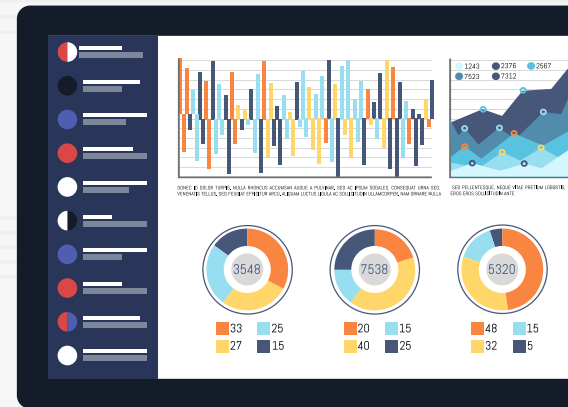 1243 2376 2567
7523 7312
DONEC ID DOLOR TURPIS, NULLA RHONCUS ACCUMSAN AUGUE A PULVINAR, SED AC IPSUM SODALES, CONSEQUAT URNA SED,
VENENATIS TELLUS, SED FEUGIAT EFFICITUR ARCU, ALIQUAM LUCTUS LIGULA AC SOLLICITUDIN ULLAMCORPER, NAM ORNARE NULLA
SED PELLENTESQUE, NEQUE VITAE PRETIUM LOBORTIS,
EROS EROS SOLLICITUDIN ANTE
3548 7538 5320
33 25 20 15 48 15
27 15 40 25 32 5